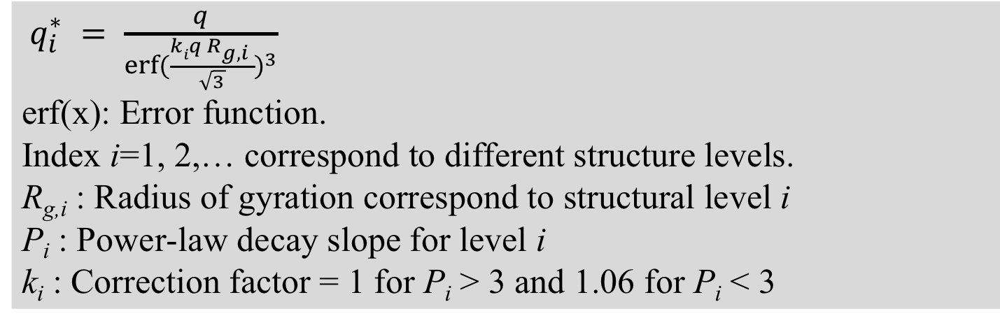 q_i^* = \frac{q}{\mathrm{erf}(\frac{k_i q R_{g,i}}{\sqrt{3}})^3}
erf(x): Error function.
Index i=1, 2,… correspond to different structure levels.
R_{g,i} : Radius of gyration correspond to structural level i
P_i : Power-law decay slope for level i
k_i : Correction factor = 1 for P_i > 3 and 1.06 for P_i < 3